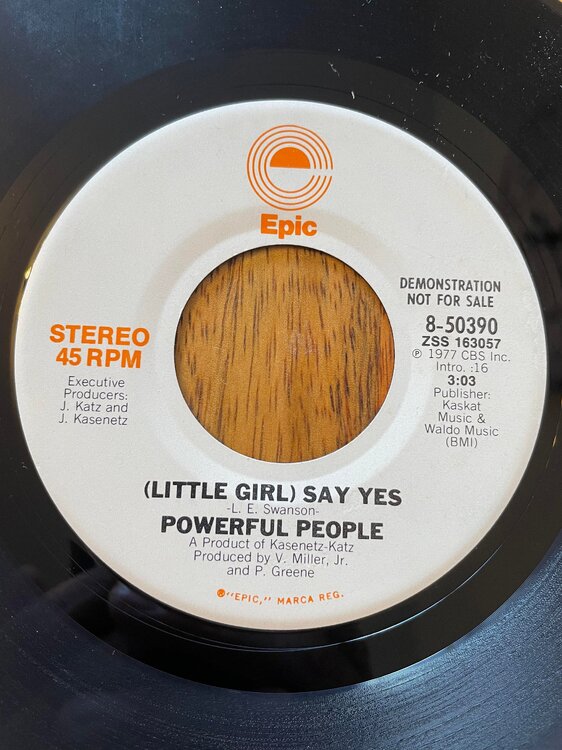 Epic
DEMONSTRATION
NOT FOR SALE
8-50390
ZSS 163057
℗ 1977 CBS Inc.
Intro. :16
3:03
Publisher:
Kaskat
Music &
Waldo Music
(BMI)
STEREO
45 RPM
Executive
Producers:
J. Katz and
J. Kasenetz
(LITTLE GIRL) SAY YES
-L. E. Swanson-
POWERFUL PEOPLE
A Product of Kasenetz-Katz
Produced by V. Miller, Jr.
and P. Greene
®"EPIC," MARCA REG.